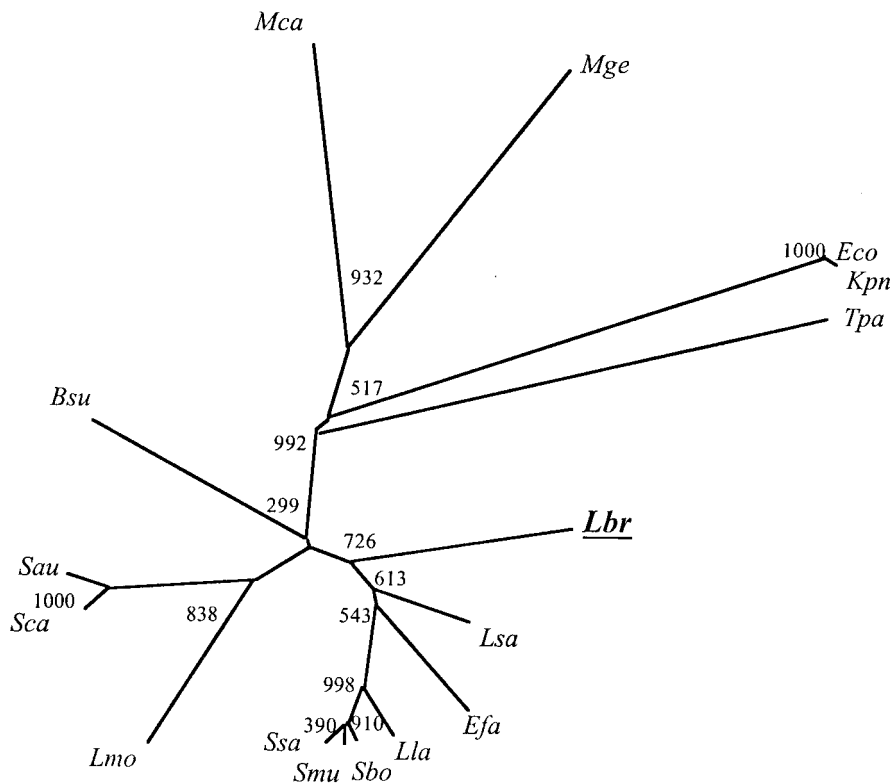 Mca
Mge
932
1000 Eco
Kpn
Tpa
517
Bsu
992
299
Lbr
726
Sau
613
1000
Sca
838
543
Lsa
998
390 910
Ssa
Efa
Lmo
Lla
Smu
Sbo